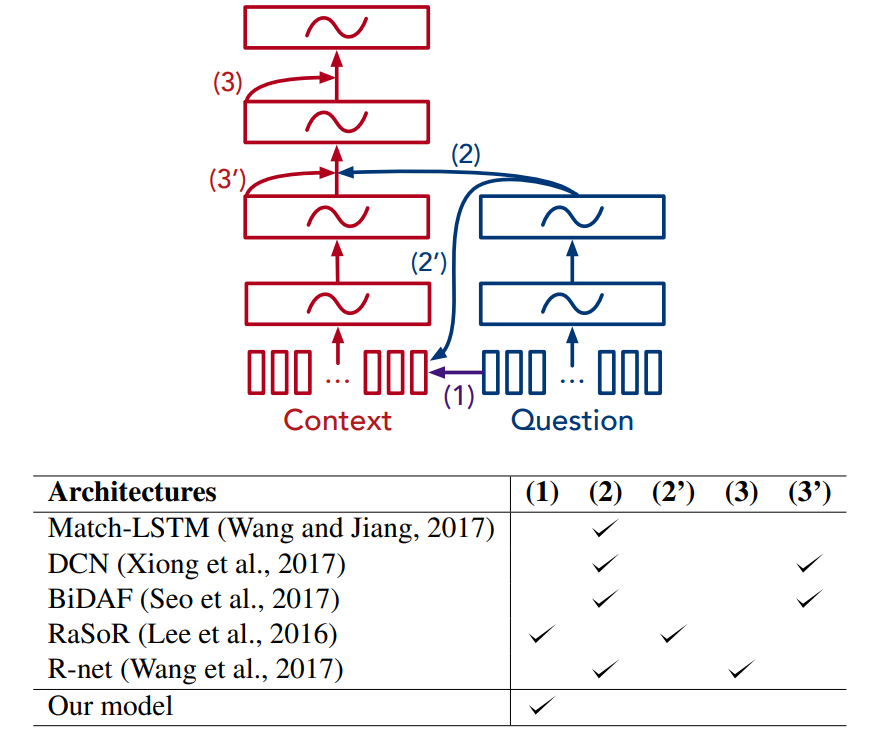 (3)
(2)
(3')
(2')
... ...
(1)
Context Question
Architectures (1) (2) (2') (3) (3')
Match-LSTM (Wang and Jiang, 2017) ✓
DCN (Xiong et al., 2017) ✓ ✓
BiDAF (Seo et al., 2017) ✓ ✓
RaSoR (Lee et al., 2016) ✓ ✓
R-net (Wang et al., 2017) ✓ ✓
Our model ✓